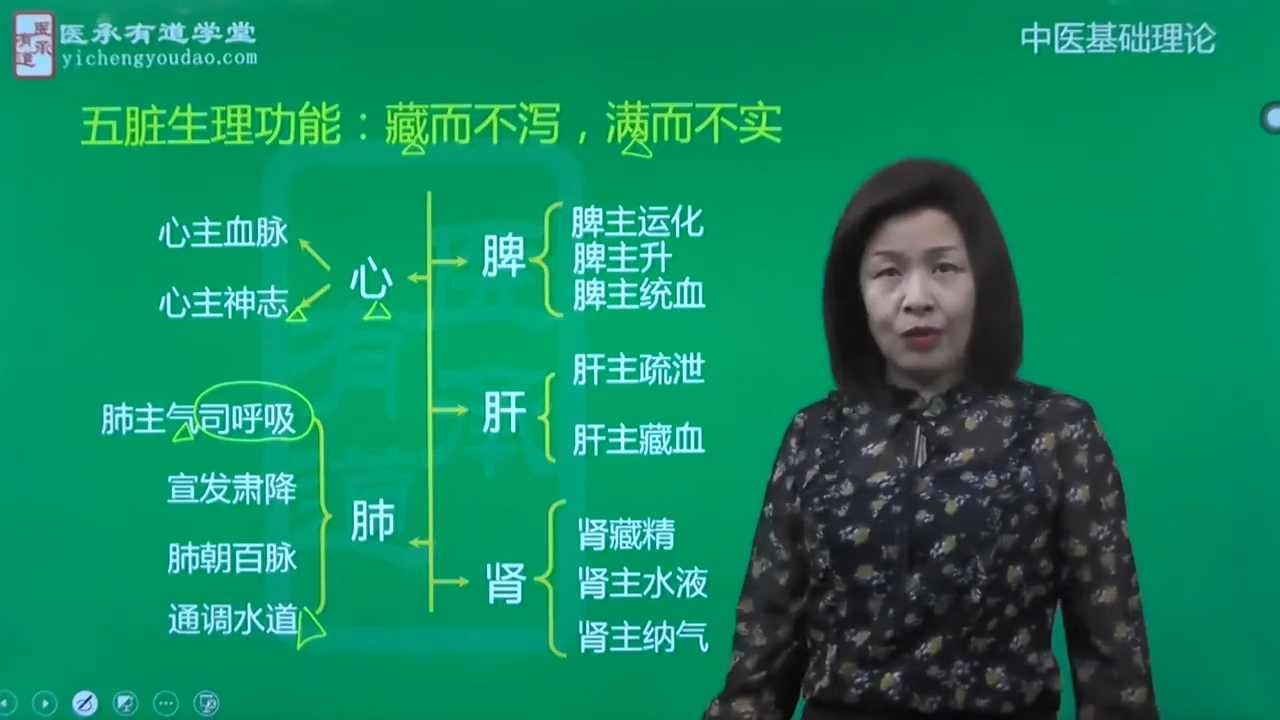 医承有道
医承有道学堂
yichengyoudao.com
中医基础理论
五脏生理功能：藏而不泻，满而不实
心主血脉
心主神志
心
肺主气司呼吸
宣发肃降
肺朝百脉
通调水道
肺
脾
脾主运化
脾主升
脾主统血
肝
肝主疏泄
肝主藏血
肾
肾藏精
肾主水液
肾主纳气